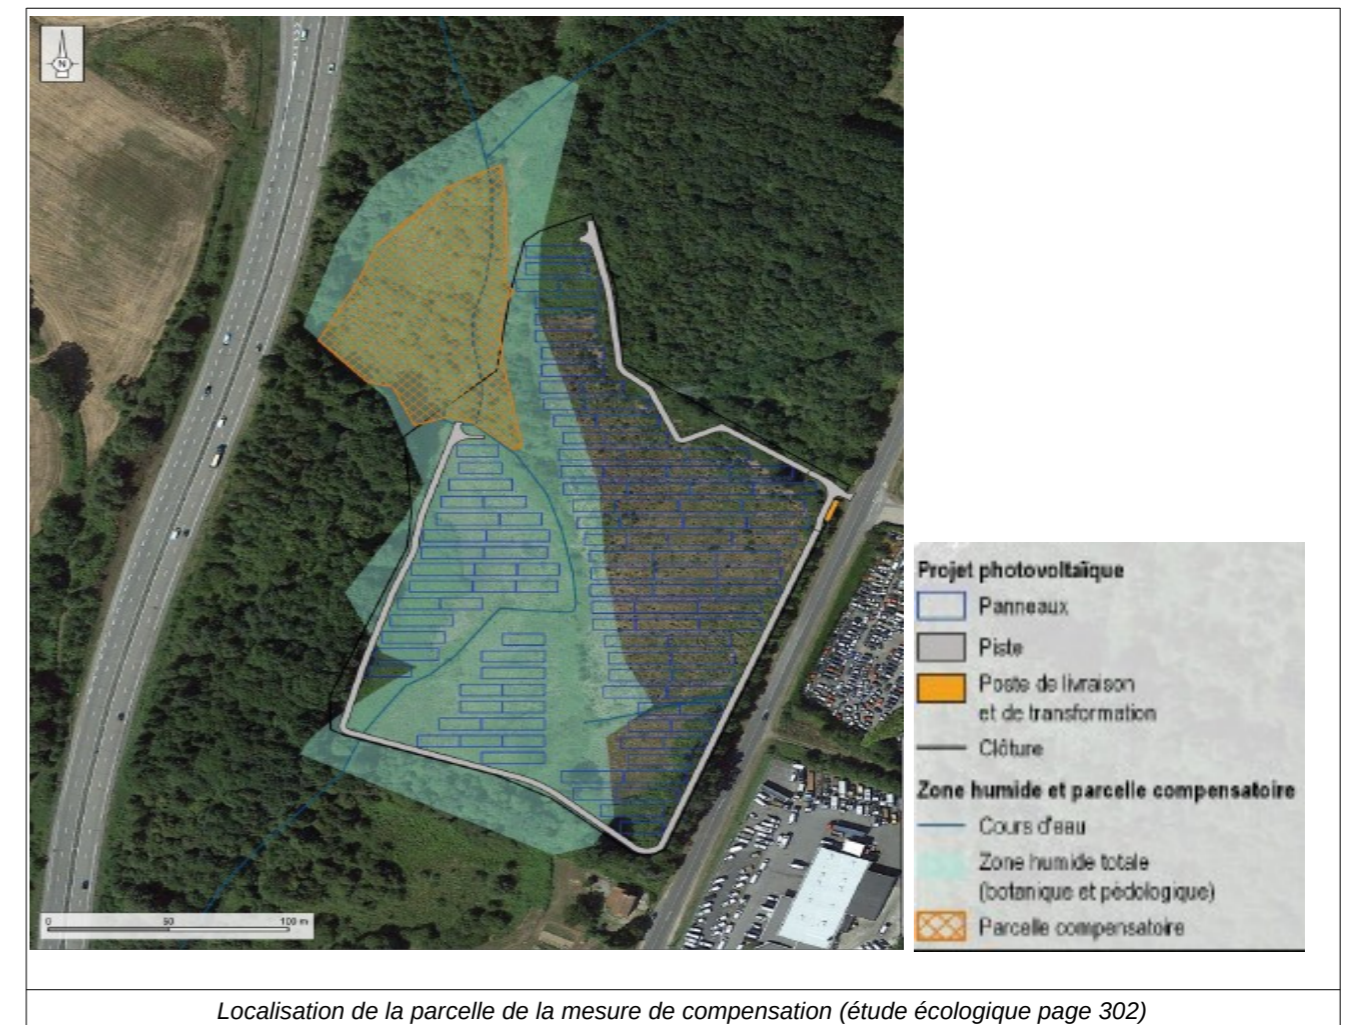 N
0 50 100 m
Projet photovoltaïque
Panneaux
Piste
Poste de livraison
et de transformation
Clôture
Zone humide et parcelle compensatoire
Cours d'eau
Zone humide totale
(botanique et pédologique)
Parcelle compensatoire
Localisation de la parcelle de la mesure de compensation (étude écologique page 302)